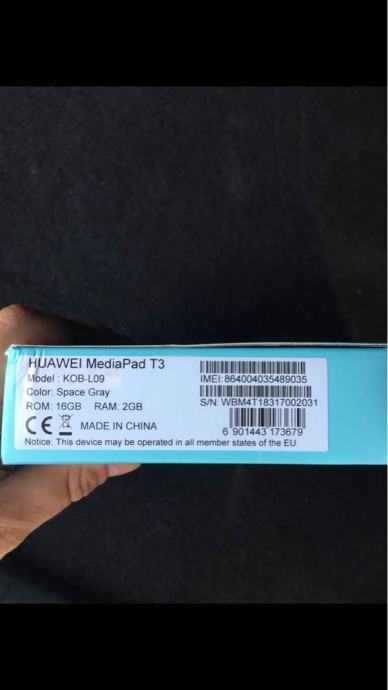 HUAWEI MediaPad T3
Model : KOB-L09
Color: Space Gray
ROM: 16GB RAM: 2GB
CE MADE IN CHINA
Notice: This device may be operated in all member states of the EU.
IMEI:864004035489035
S/N:WBM4T18317002031
6 901443 173679